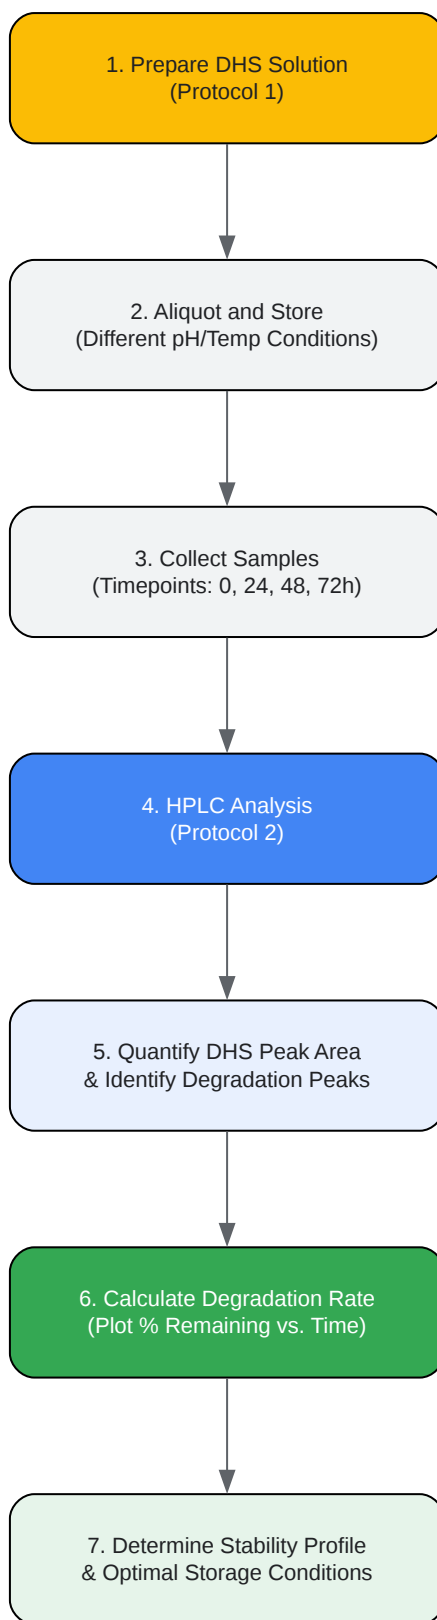 1. Prepare DHS Solution
(Protocol 1)
2. Aliquot and Store
(Different pH/Temp Conditions)
3. Collect Samples
(Timepoints: 0, 24, 48, 72h)
4. HPLC Analysis
(Protocol 2)
5. Quantify DHS Peak Area
& Identify Degradation Peaks
6. Calculate Degradation Rate
(Plot % Remaining vs. Time)
7. Determine Stability Profile
& Optimal Storage Conditions